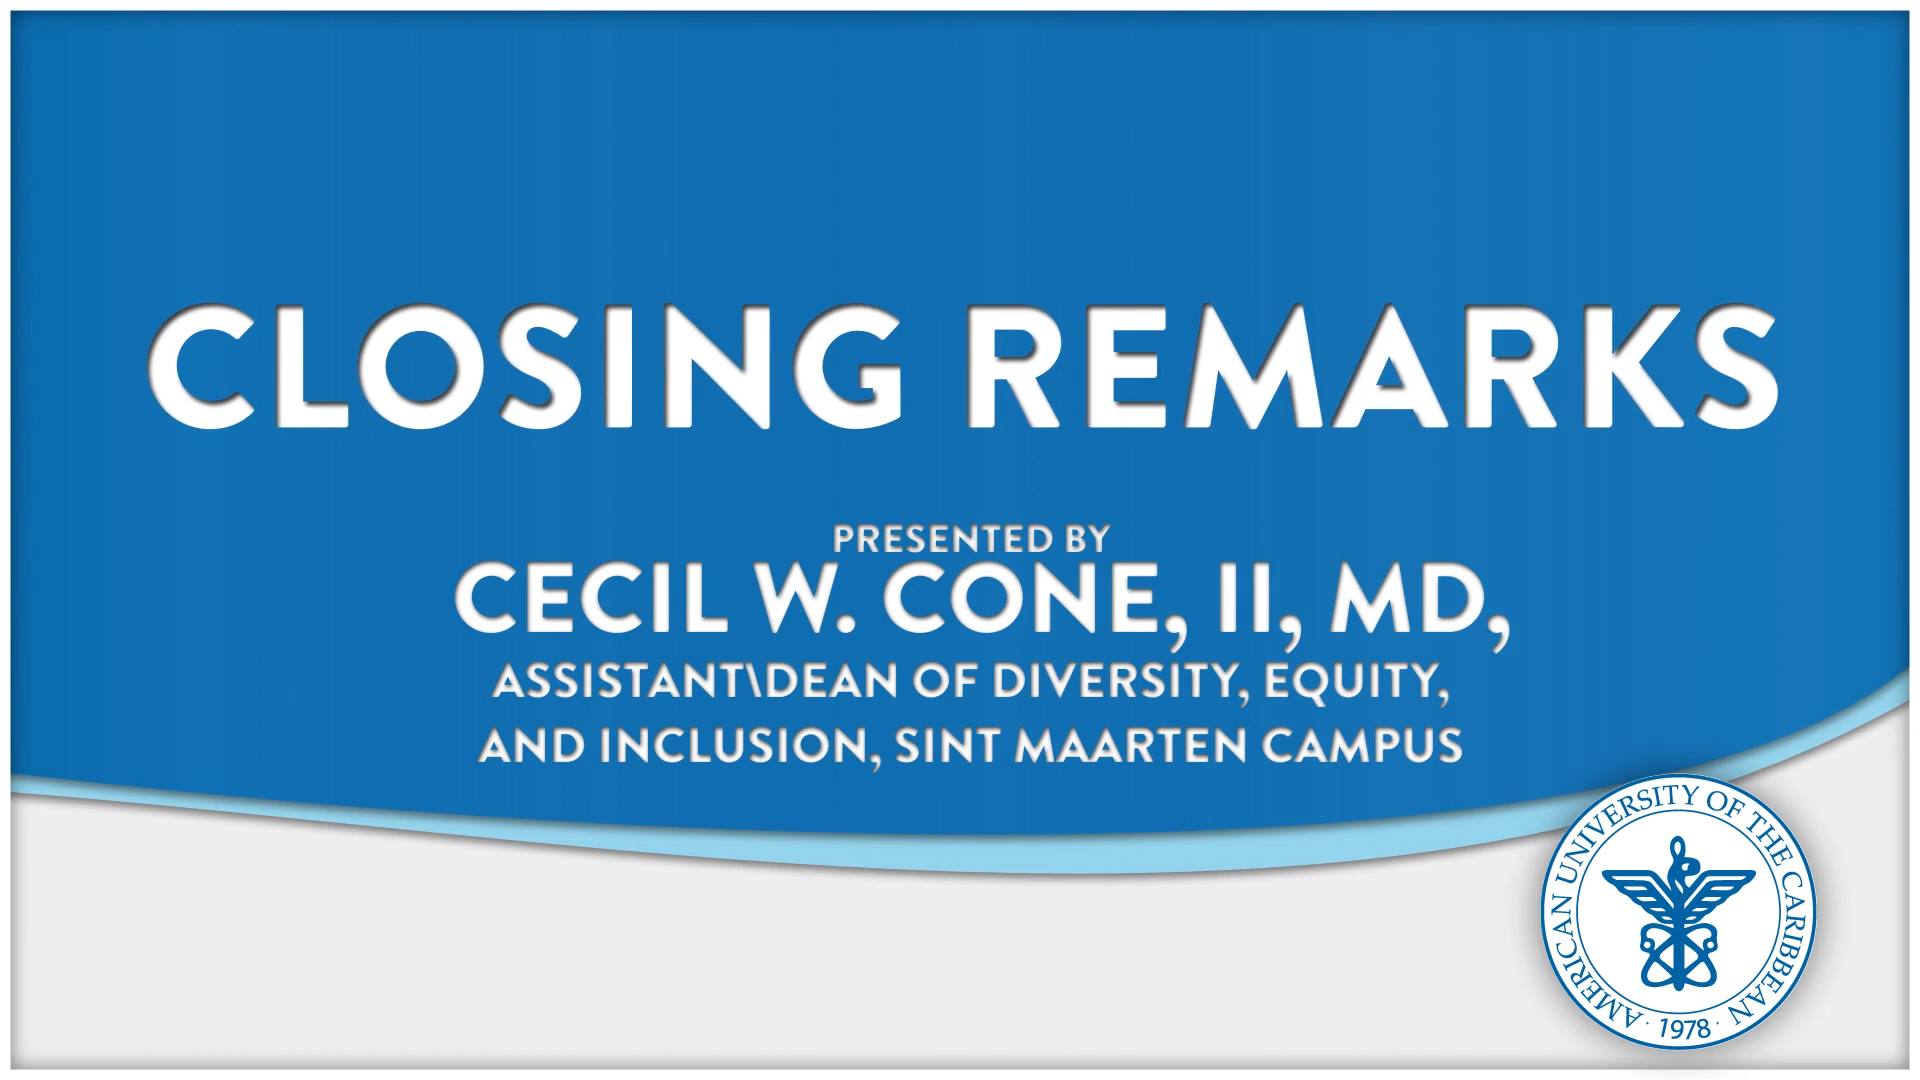 CLOSING REMARKS
PRESENTED BY
CECIL W. CONE, II, MD,
ASSISTANT\DEAN OF DIVERSITY, EQUITY,
AND INCLUSION, SINT MAARTEN CAMPUS
AMERICAN UNIVERSITY OF THE CARIBBEAN
· 1978 ·